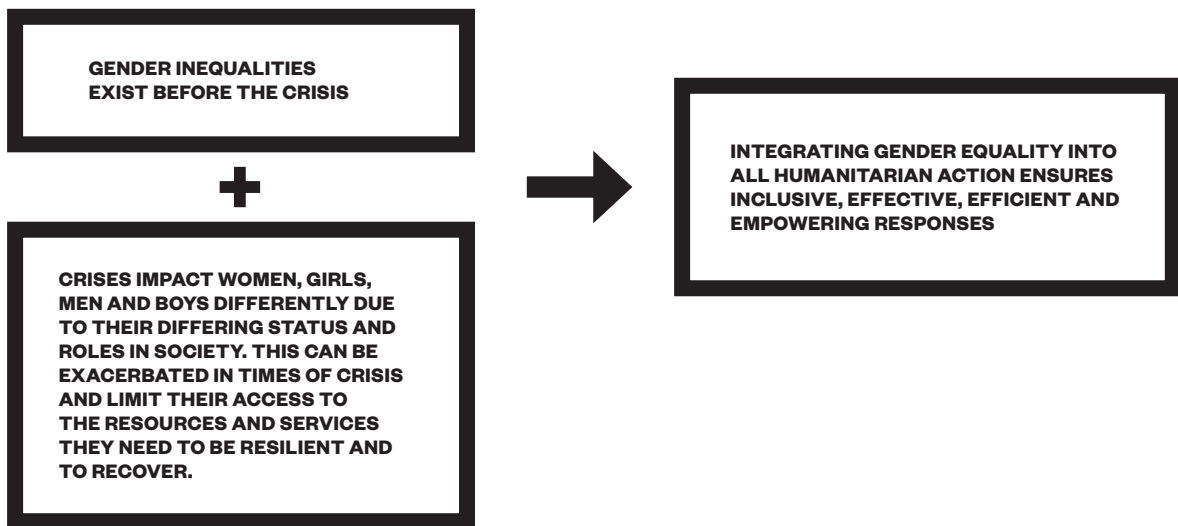 GENDER INEQUALITIES
EXIST BEFORE THE CRISIS
+
CRISES IMPACT WOMEN, GIRLS,
MEN AND BOYS DIFFERENTLY DUE
TO THEIR DIFFERING STATUS AND
ROLES IN SOCIETY. THIS CAN BE
EXACERBATED IN TIMES OF CRISIS
AND LIMIT THEIR ACCESS TO
THE RESOURCES AND SERVICES
THEY NEED TO BE RESILIENT AND
TO RECOVER.
INTEGRATING GENDER EQUALITY INTO
ALL HUMANITARIAN ACTION ENSURES
INCLUSIVE, EFFECTIVE, EFFICIENT AND
EMPOWERING RESPONSES